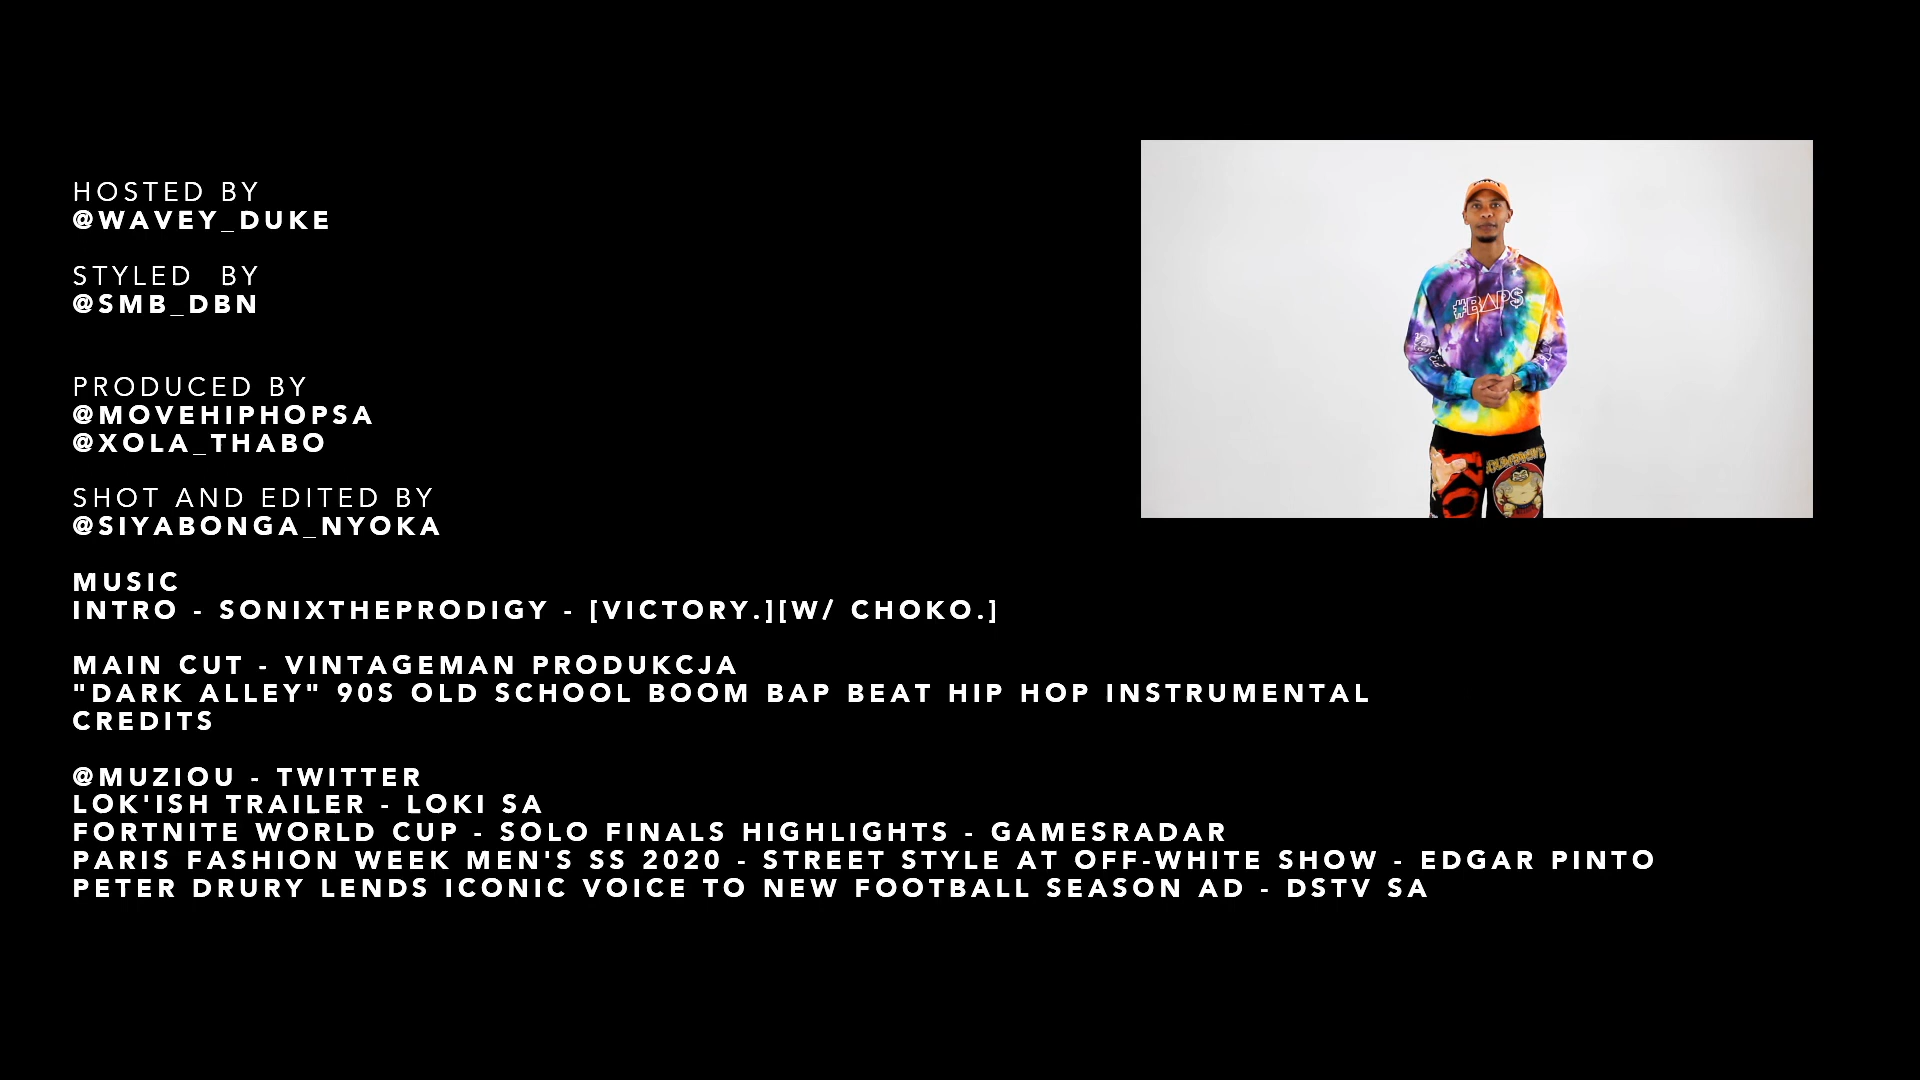 HOSTED BY
@WAVEY_DUKE
STYLED BY
@SMB_DBN
PRODUCED BY
@MOVEHIPHOPSA
@XOLA_THABO
SHOT AND EDITED BY
@SIYABONGA_NYOKA
MUSIC
INTRO - SONIXTHEPRODIGY - [VICTORY.][W/ CHOKO.]
MAIN CUT - VINTAGEMAN PRODUKCJA
"DARK ALLEY" 90S OLD SCHOOL BOOM BAP BEAT HIP HOP INSTRUMENTAL
CREDITS
@MUZIOU - TWITTER
LOK'ISH TRAILER - LOKI SA
FORTNITE WORLD CUP - SOLO FINALS HIGHLIGHTS - GAMESRADAR
PARIS FASHION WEEK MEN'S SS 2020 - STREET STYLE AT OFF-WHITE SHOW - EDGAR PINTO
PETER DRURY LENDS ICONIC VOICE TO NEW FOOTBALL SEASON AD - DSTV SA
#BAP$